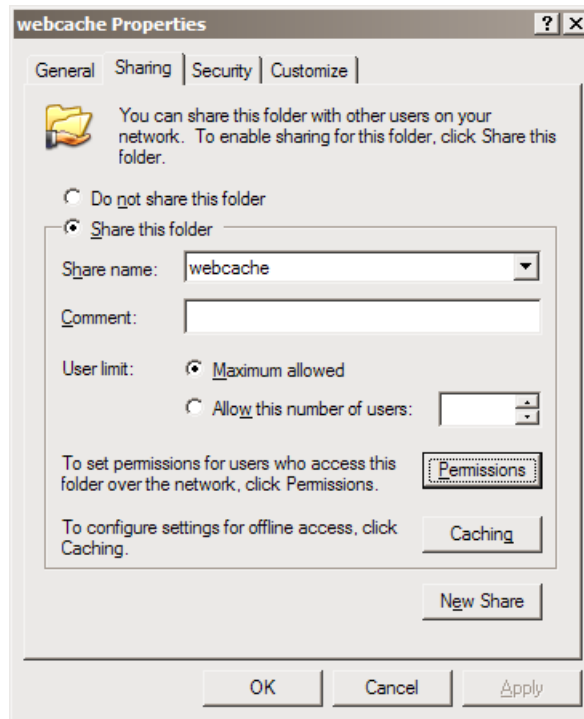 webcache Properties
? X
General Sharing Security Customize
You can share this folder with other users on your
network. To enable sharing for this folder, click Share this
folder.
Do not share this folder
Share this folder
Share name: webcache
Comment:
User limit: Maximum allowed
Allow this number of users:
To set permissions for users who access this
folder over the network, click Permissions.
Permissions
To configure settings for offline access, click
Caching.
Caching
New Share
OK Cancel Apply